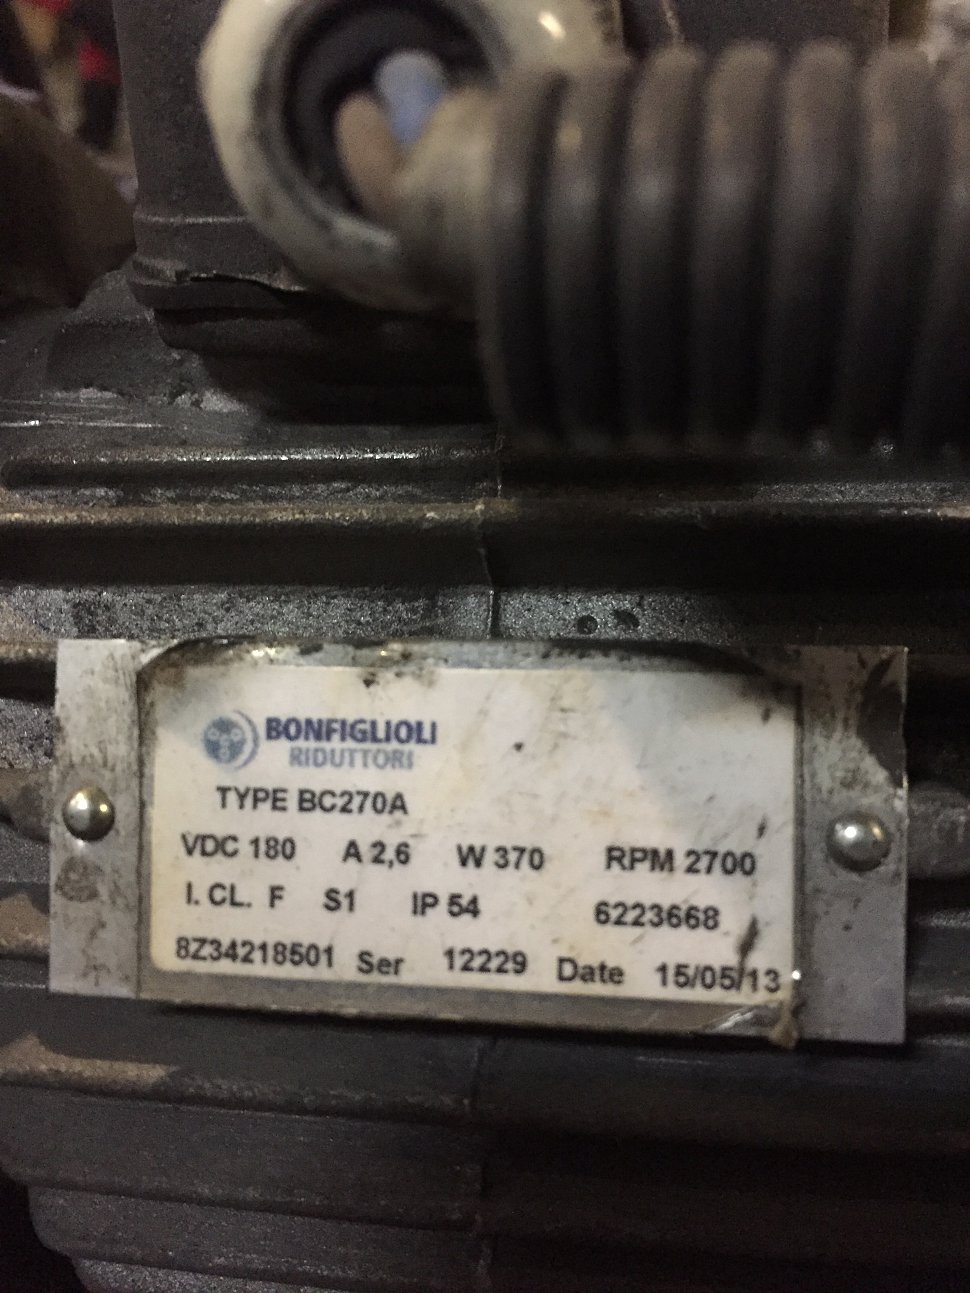 BONFIGLIOLI
RIDUTTORI
TYPE BC270A
VDC 180 A 2,6 W 370 RPM 2700
I. CL. F S1 IP 54 6223668
8Z34218501 Ser 12229 Date 15/05/13